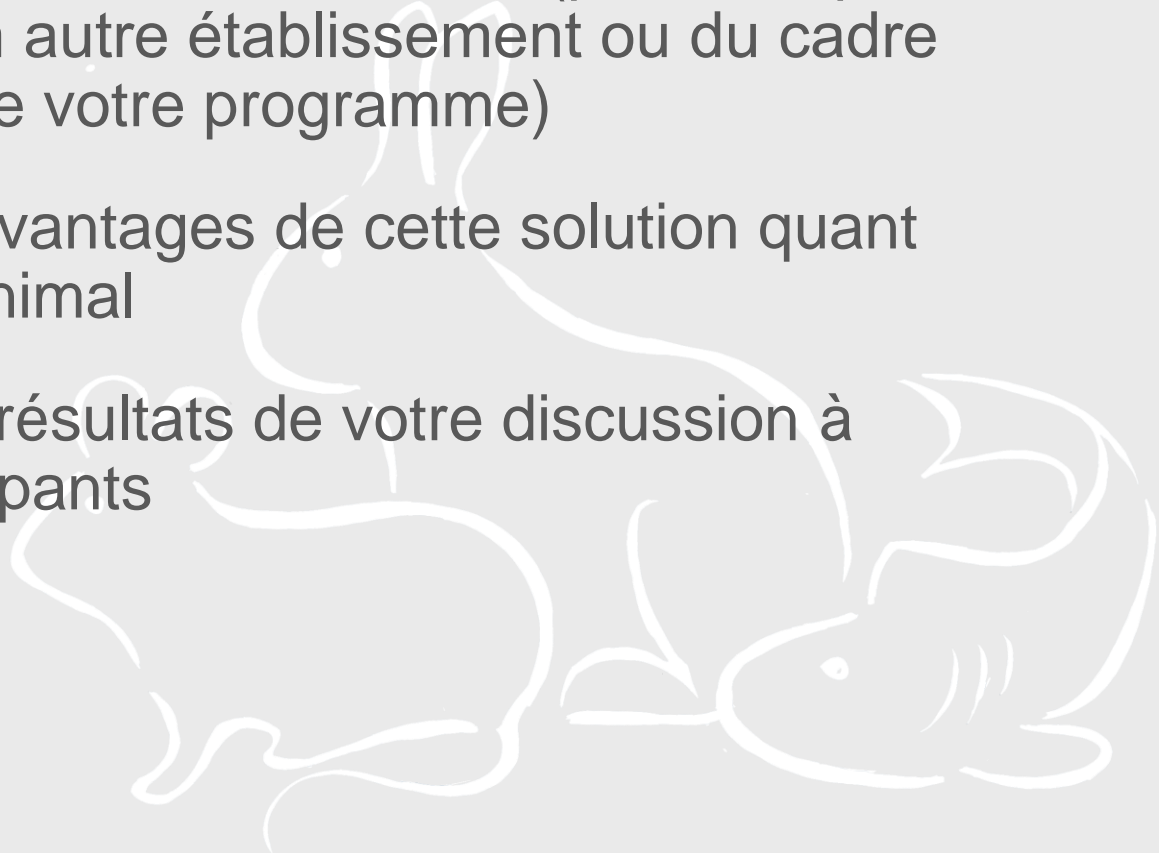 autre établissement ou du cadre
e votre programme)
vantages de cette solution quant
nimal
résultats de votre discussion à
pants